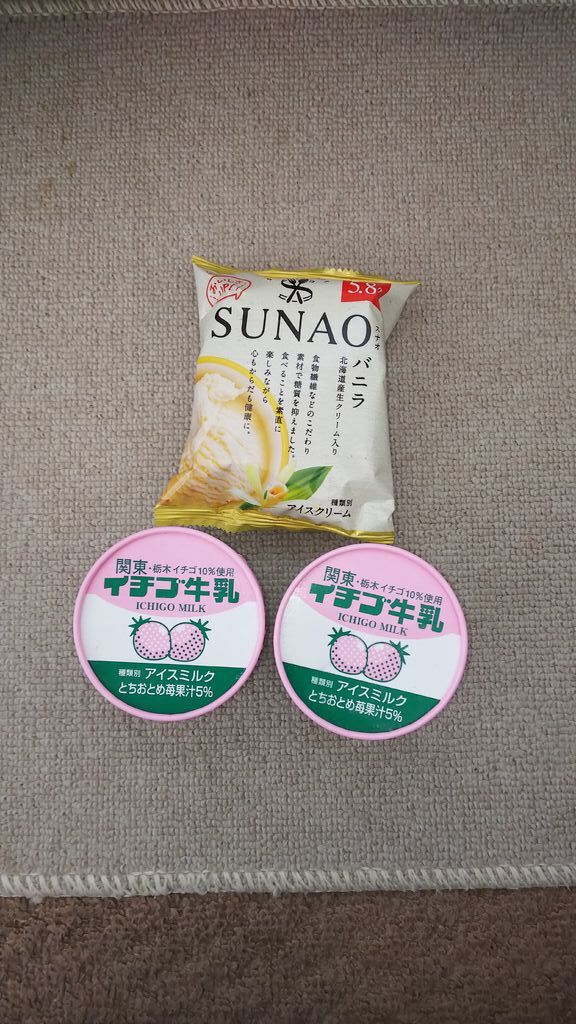 おいしさ
5.8g
SUNAO
スナオ
バニラ
北海道産生クリーム入り
食物繊維などのこだわり
素材で糖質を抑えました。
食べることを素直に
楽しみながら
心もからだも健康に。
種類別
アイスクリーム
関東・栃木イチゴ10%使用
イチゴ牛乳
ICHIGO MILK
種類別 アイスミルク
とちおとめ苺果汁5%
関東・栃木イチゴ10%使用
イチゴ牛乳
ICHIGO MILK
種類別 アイスミルク
とちおとめ苺果汁5%